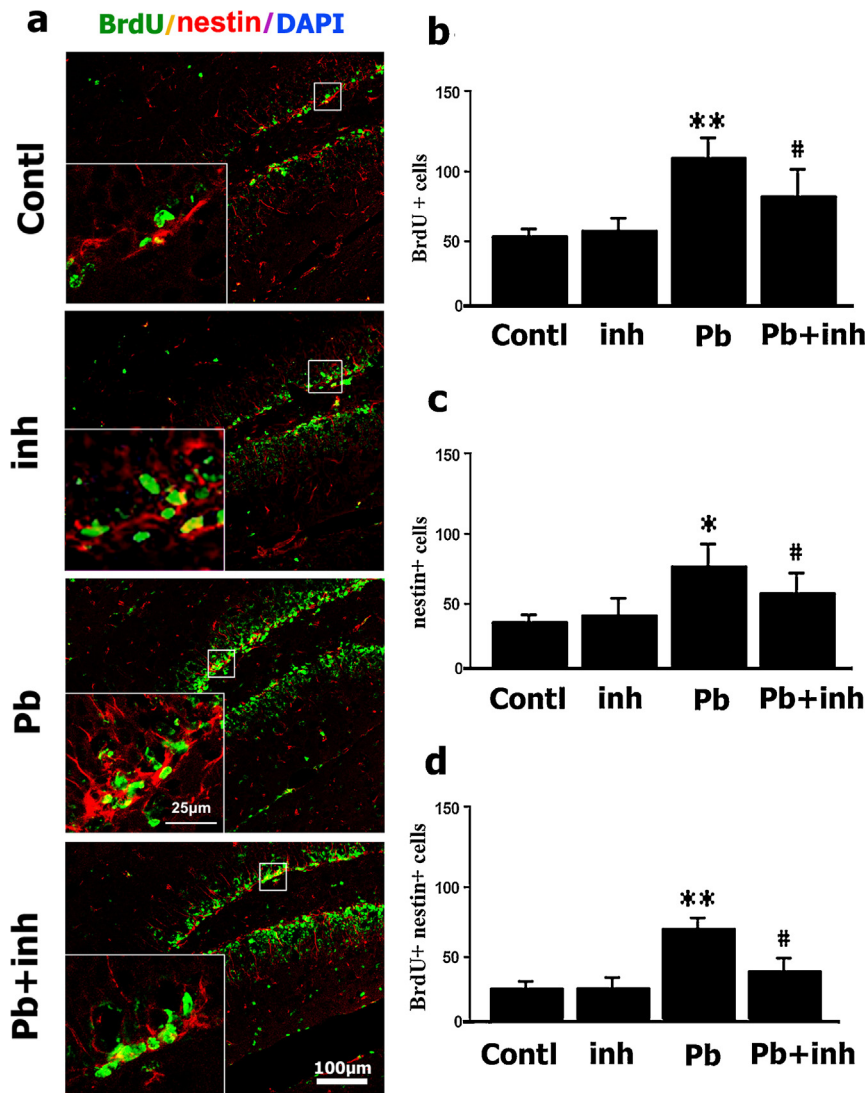 a
BrdU/nestin/DAPI
Contl
inh
Pb
25µm
Pb+inh
100µm
b
BrdU + cells
150
100
50
0
**
#
Contl inh Pb Pb+inh
c
nestin+ cells
150
100
50
0
*
#
Contl inh Pb Pb+inh
d
BrdU+ nestin+ cells
150
100
50
0
**
#
Contl inh Pb Pb+inh